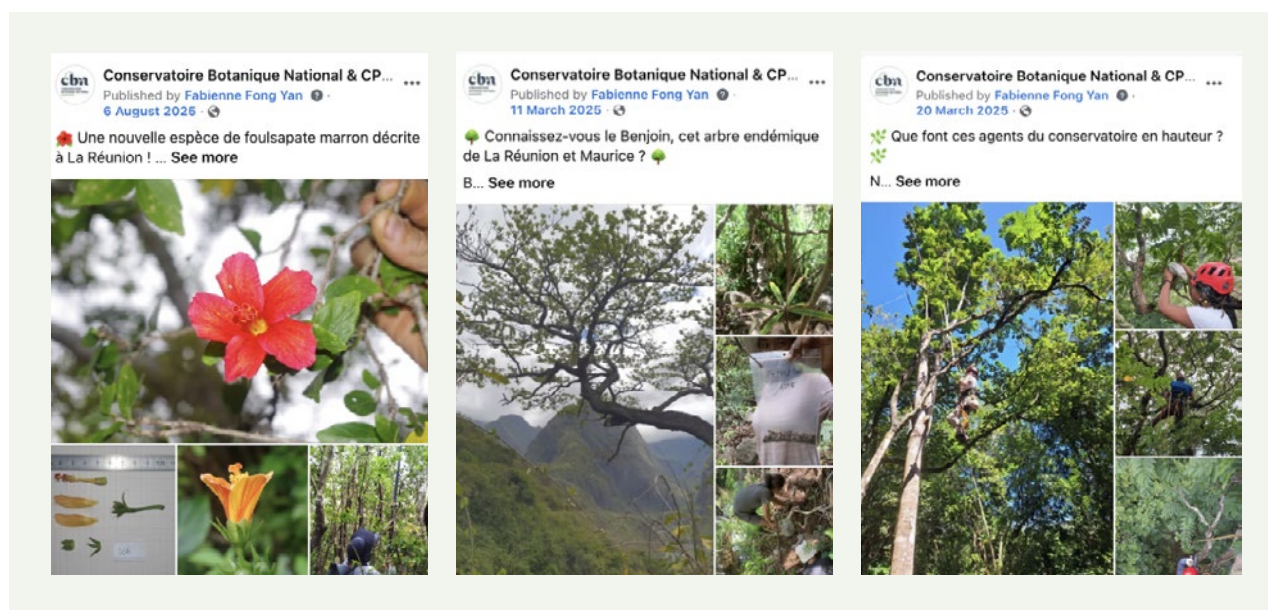 cbn
Conservatoire Botanique National & CP...
Published by Fabienne Fong Yan
6 August 2025
Une nouvelle espèce de foulsapate marron décrite
à La Réunion ! ... See more
cbn
Conservatoire Botanique National & CP...
Published by Fabienne Fong Yan
11 March 2025
Connaissez-vous le Benjoin, cet arbre endémique
de La Réunion et Maurice ?
B... See more
cbn
Conservatoire Botanique National & CP...
Published by Fabienne Fong Yan
20 March 2025
Que font ces agents du conservatoire en hauteur ?
N... See more